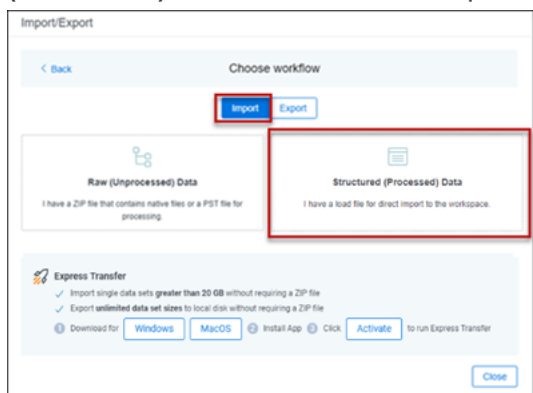 Import/Export
< Back
Choose workflow
Import Export
Raw (Unprocessed) Data
I have a ZIP file that contains native files or a PST file for
processing.
Structured (Processed) Data
I have a load file for direct import to the workspace.
Express Transfer
Import single data sets greater than 20 GB without requiring a ZIP file
Export unlimited data set sizes to local disk without requiring a ZIP file
1 Download for Windows MacOS 2 Install App 3 Click Activate to run Express Transfer
Close